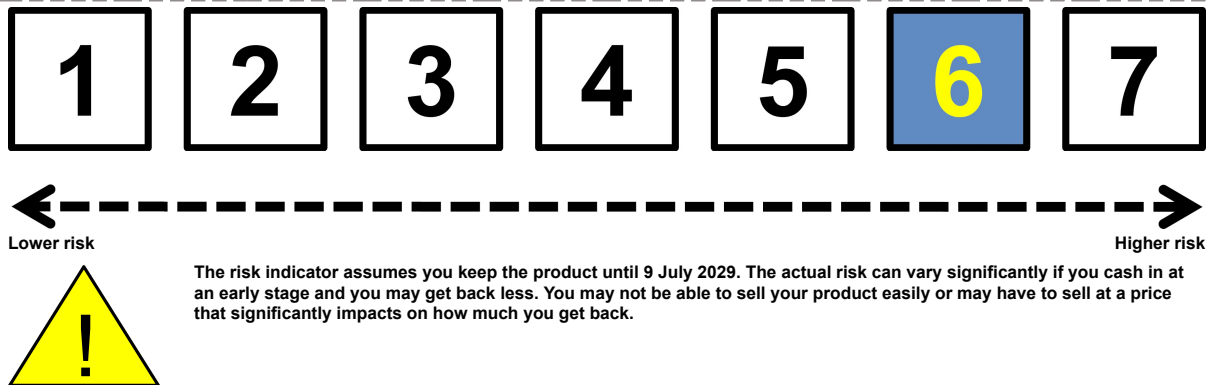 1 2 3 4 5 6 7
Lower risk Higher risk
The risk indicator assumes you keep the product until 9 July 2029. The actual risk can vary significantly if you cash in at
an early stage and you may get back less. You may not be able to sell your product easily or may have to sell at a price
that significantly impacts on how much you get back.
!